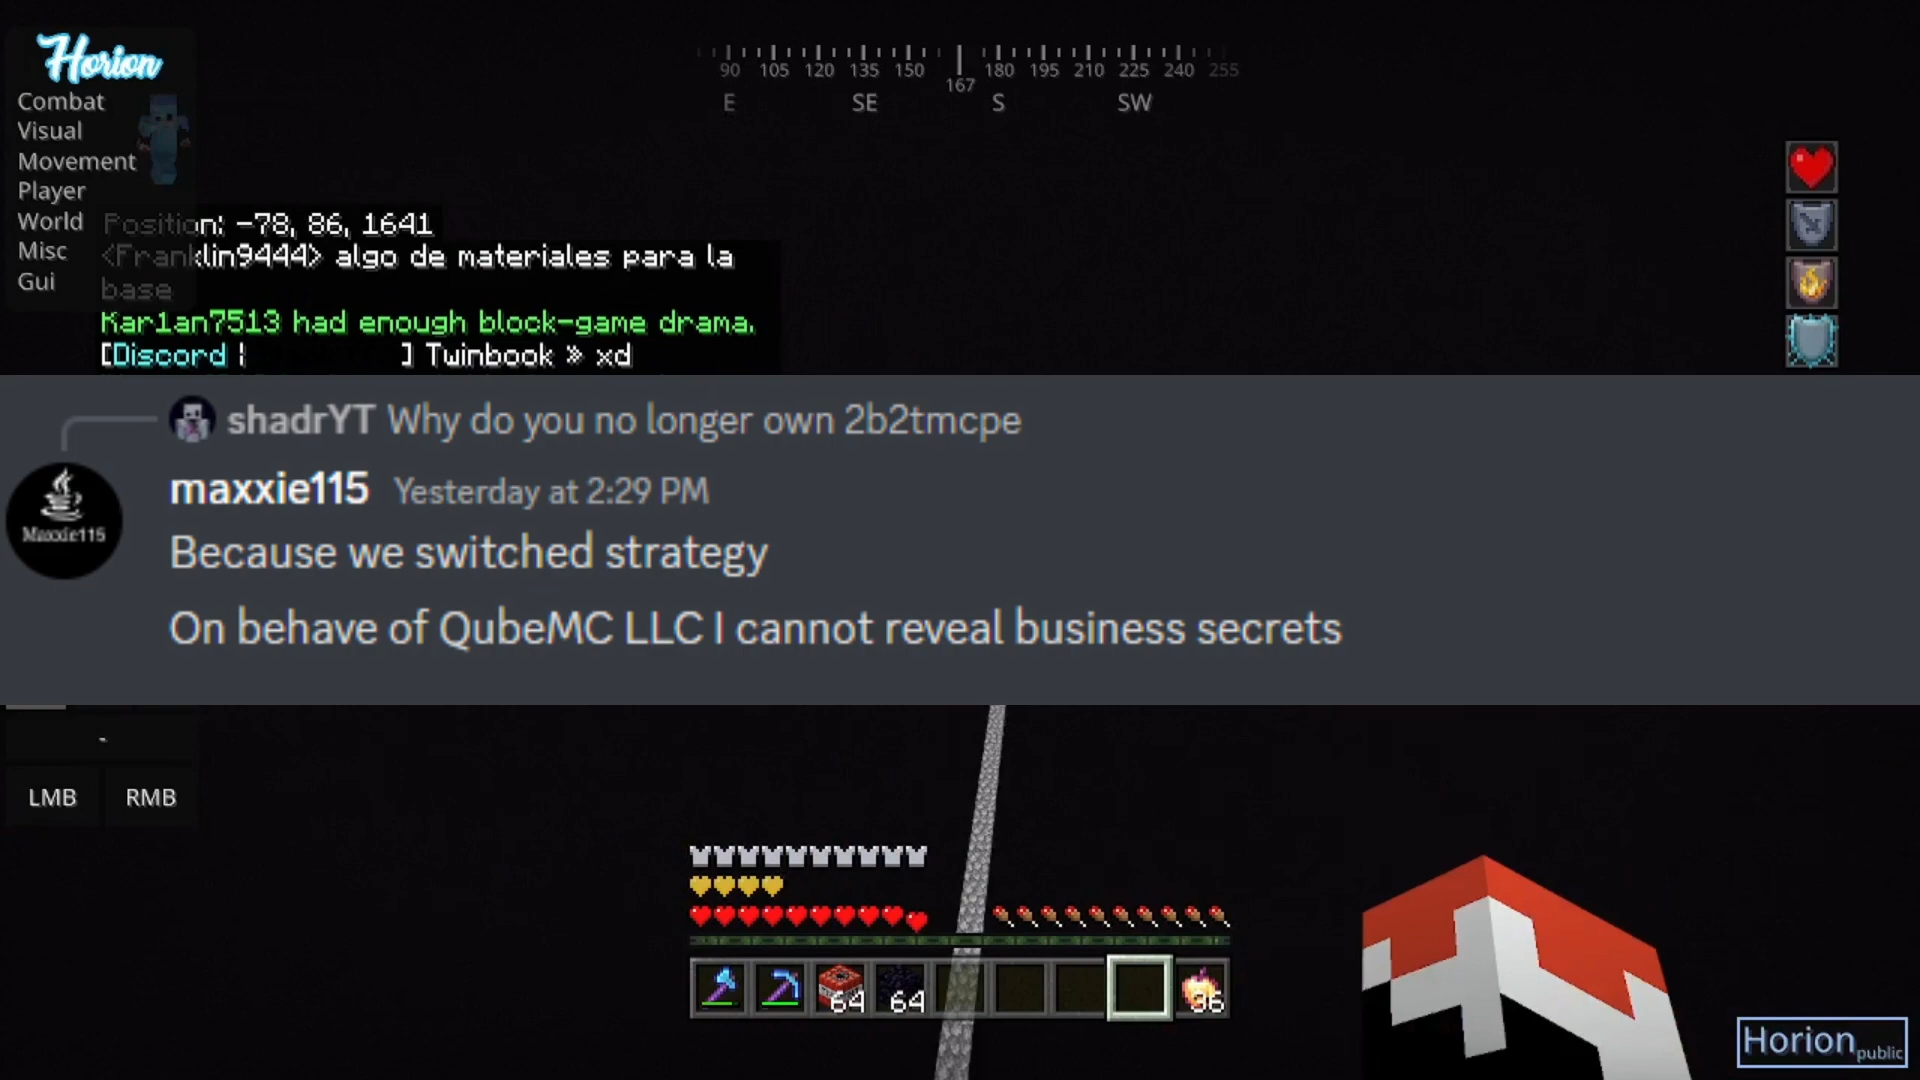 Horion
90 105 120 135 150 167 180 195 210 225 240 255
E SE S SW
Combat
Visual
Movement
Player
World
Misc
Gui
Position: -78, 86, 1641
<Franklin9444> algo de materiales para la
base
Kar1an7513 had enough block-game drama.
[Discord | ] Twinbook » xd
shadrYT Why do you no longer own 2b2tmcpe
maxxie115 Yesterday at 2:29 PM
Maxxie115
Because we switched strategy
On behave of QubeMC LLC I cannot reveal business secrets
-
LMB RMB
64 64 36
Horion public